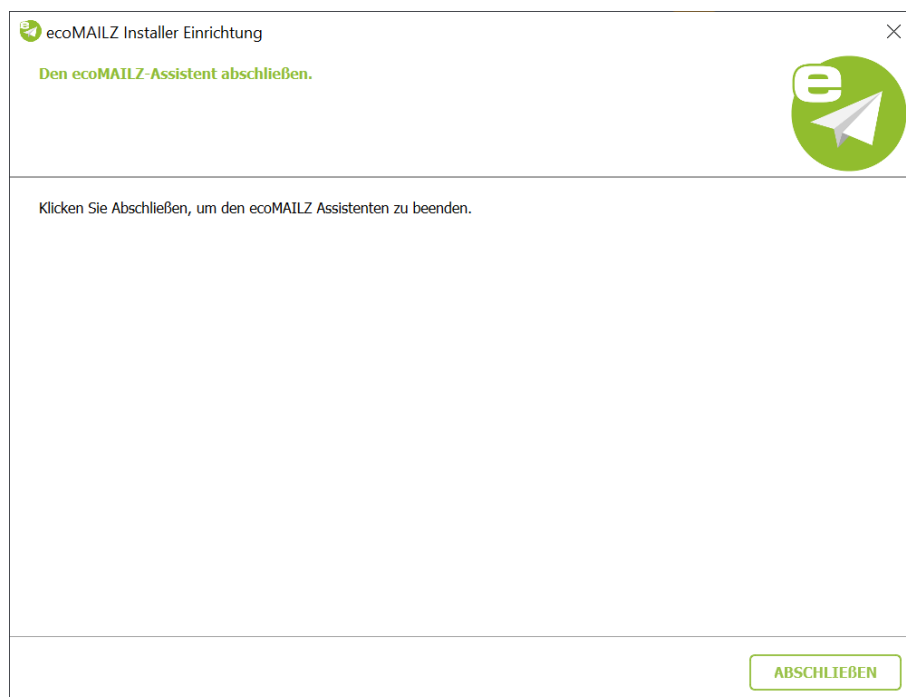 ecoMAILZ Installer Einrichtung
Den ecoMAILZ-Assistent abschließen.
e
Klicken Sie Abschließen, um den ecoMAILZ Assistenten zu beenden.
ABSCHLIEßEN